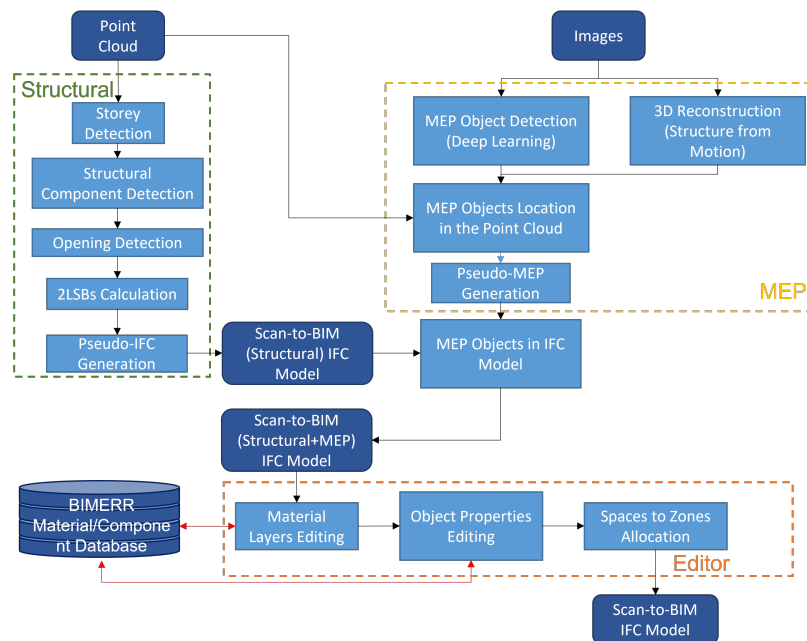 Point
Cloud
Images
Structural
Storey
Detection
Structural
Component Detection
Opening Detection
2LSBs Calculation
Pseudo-IFC
Generation
MEP Object Detection
(Deep Learning)
3D Reconstruction
(Structure from
Motion)
MEP Objects Location
in the Point Cloud
Pseudo-MEP
Generation
MEP
Scan-to-BIM
(Structural) IFC
Model
MEP Objects in IFC
Model
Scan-to-BIM
(Structural+MEP)
IFC Model
BIMERR
Material/Compone
nt Database
Material
Layers Editing
Object Properties
Editing
Spaces to Zones
Allocation
Editor
Scan-to-BIM
IFC Model